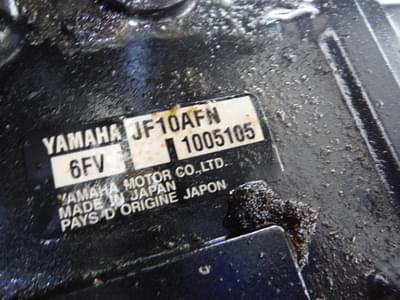 YAMAHA JF10AFN
6FV 1005105
YAMAHA MOTOR CO.,LTD.
MADE IN JAPAN
PAYS D'ORIGINE JAPON